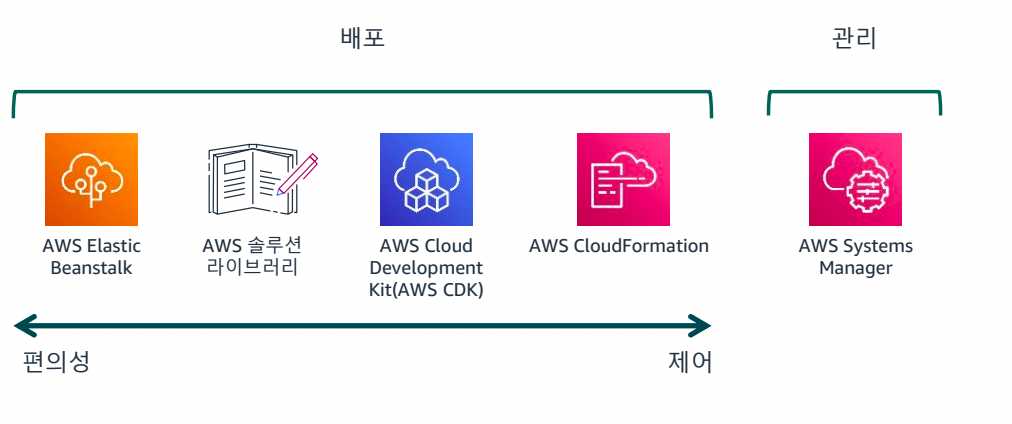 배포
관리
AWS Elastic
Beanstalk
AWS 솔루션
라이브러리
AWS Cloud
Development
Kit(AWS CDK)
AWS CloudFormation
AWS Systems
Manager
편의성
제어